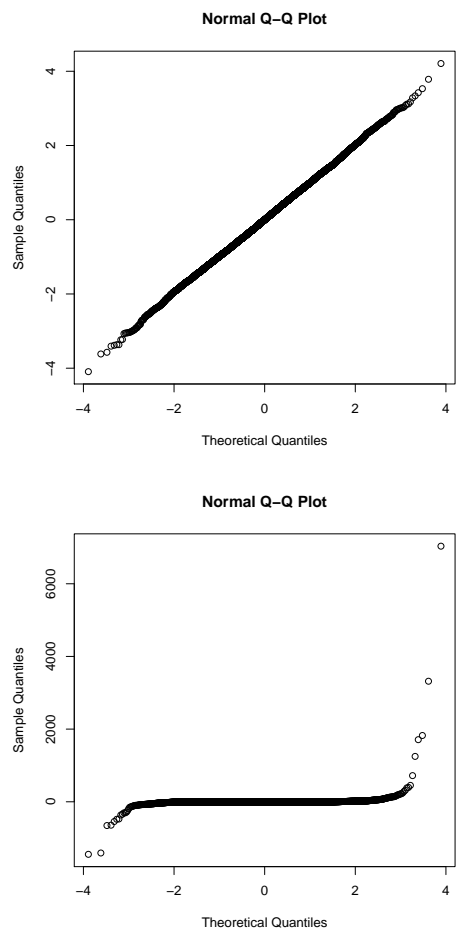 Normal Q−Q Plot
4
2
0
−2
−4
Sample Quantiles
−4 −2 0 2 4
Theoretical Quantiles
Normal Q−Q Plot
6000
4000
2000
0
Sample Quantiles
−4 −2 0 2 4
Theoretical Quantiles